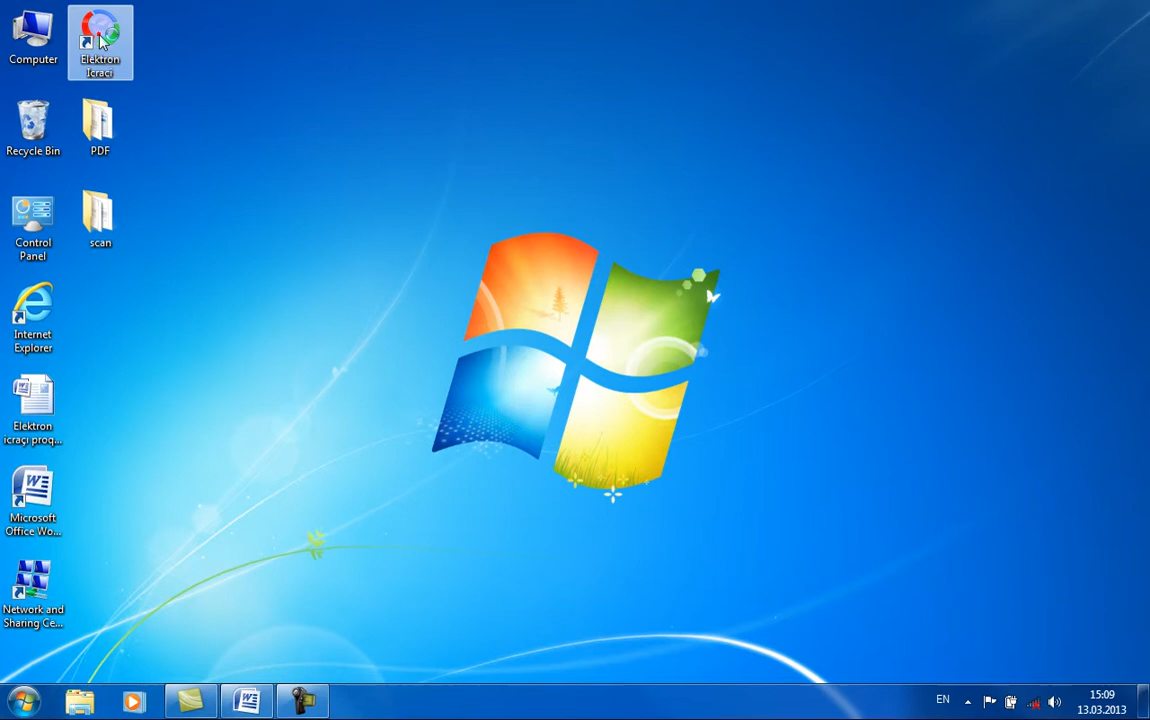 Computer
Elektron
Icraci
Recycle Bin
PDF
Control
Panel
scan
Internet
Explorer
Elektron
icraçı proq...
Microsoft
Office Wo...
Network and
Sharing Ce...
EN
15:09
13.03.2013